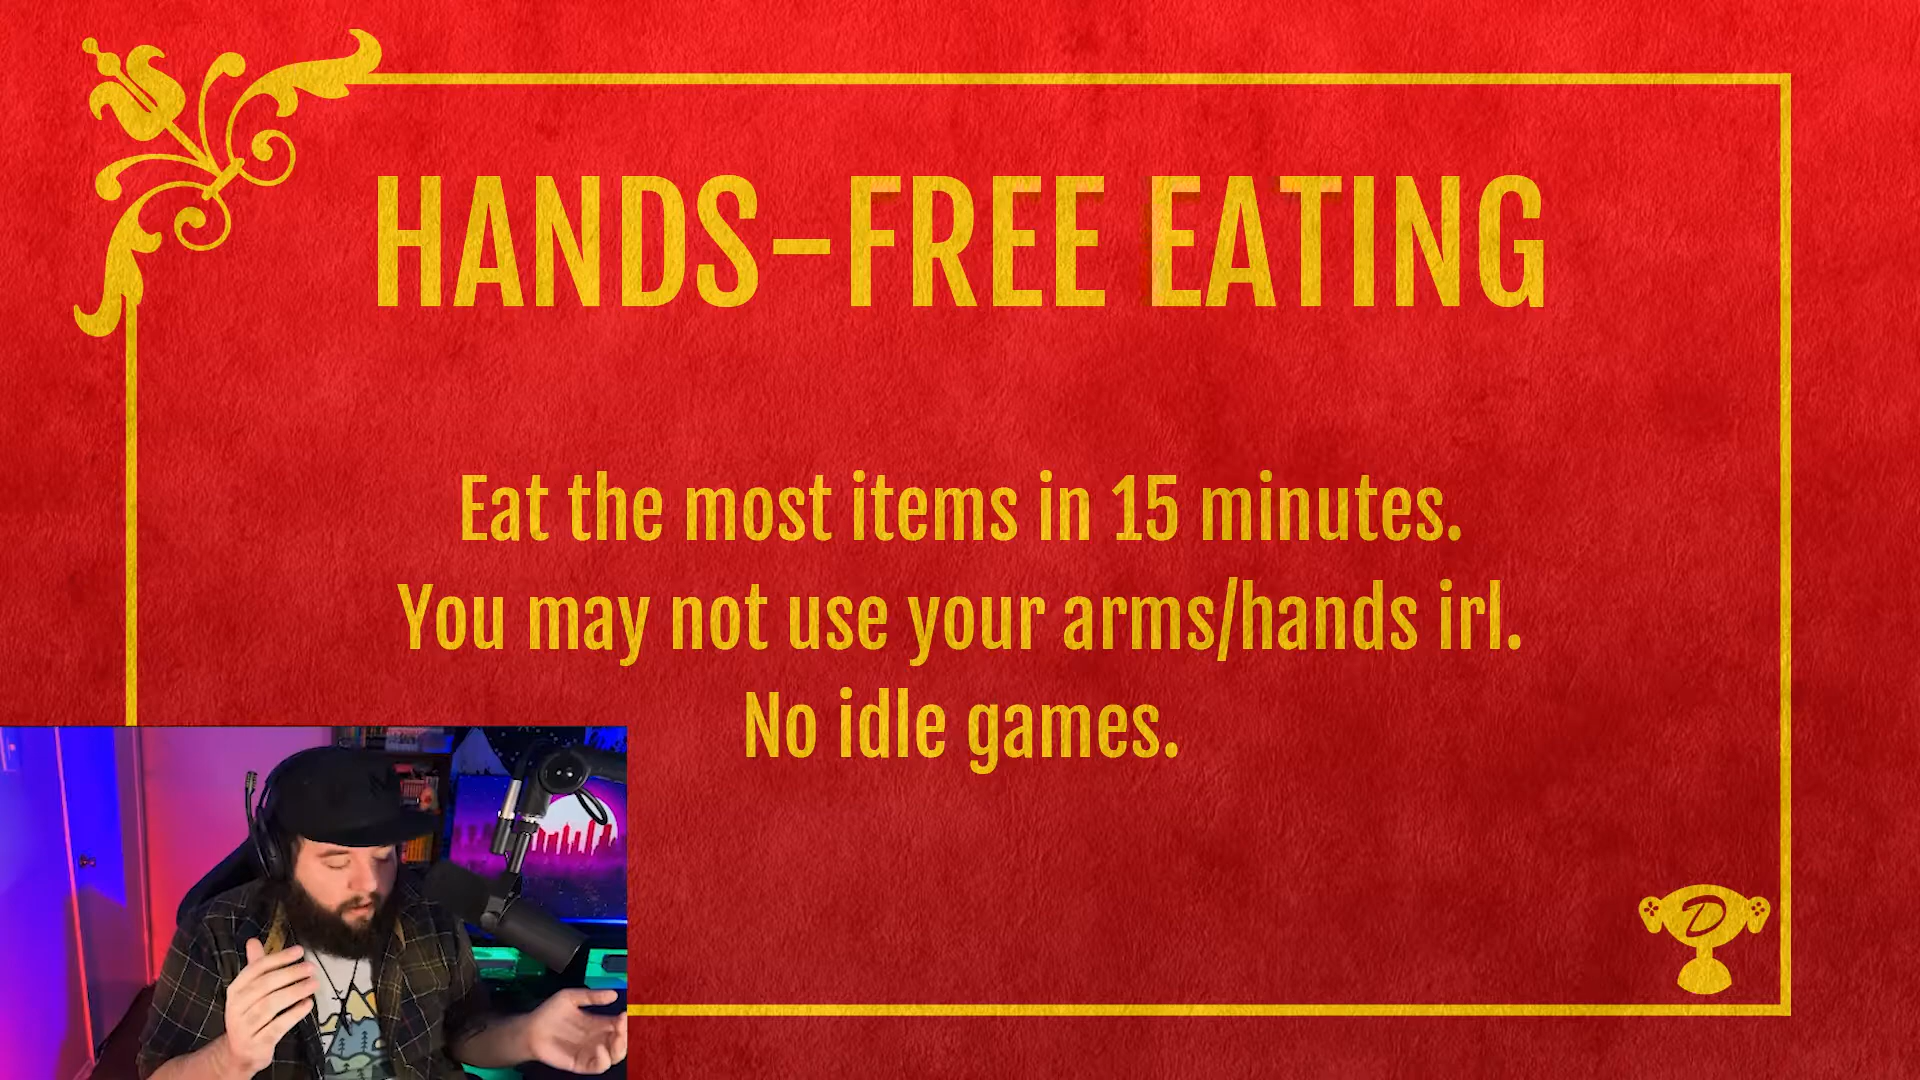 HANDS-FREE EATING
Eat the most items in 15 minutes.
You may not use your arms/hands irl.
No idle games.
D